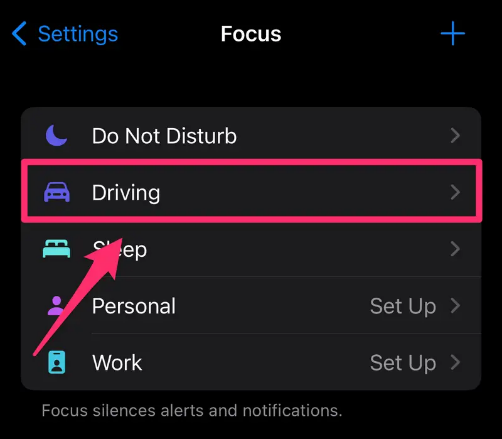 Settings
Focus
Do Not Disturb
Driving
Sleep
Personal Set Up
Work Set Up
Focus silences alerts and notifications.